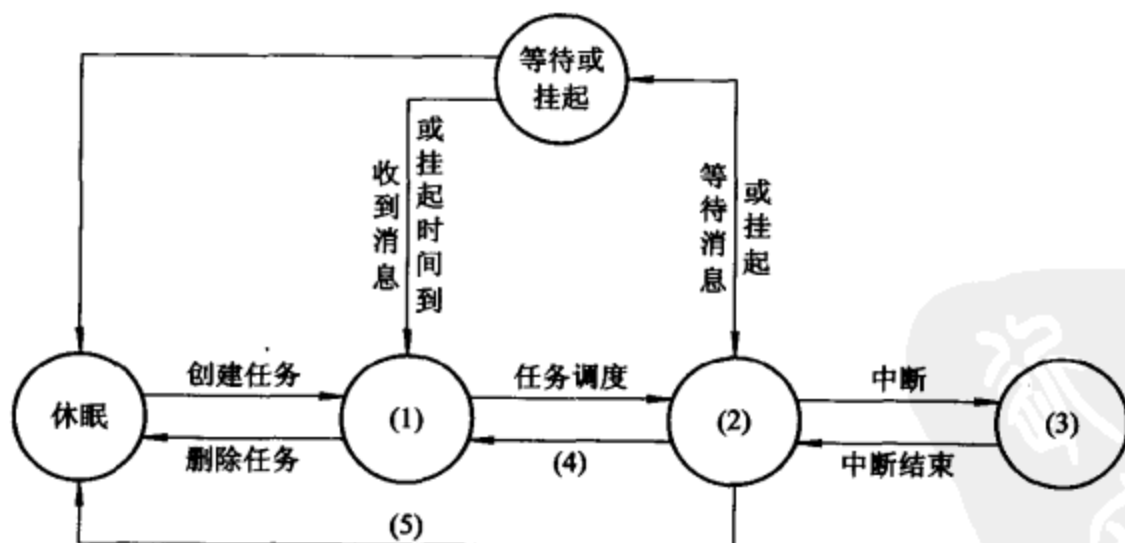 等待或
挂起
收到消息
或挂起时间到
等待消息
或挂起
休眠
创建任务
删除任务
(1)
任务调度
(4)
(2)
中断
中断结束
(3)
(5)